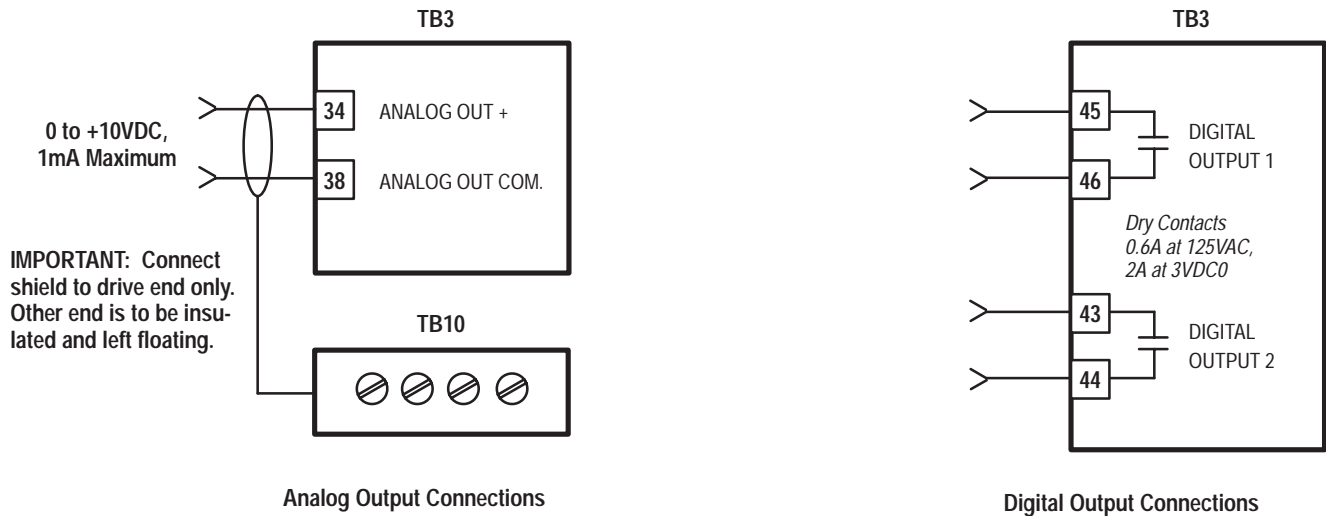 TB3
34
ANALOG OUT +
0 to +10VDC,
1mA Maximum
38
ANALOG OUT COM.
IMPORTANT: Connect
shield to drive end only.
Other end is to be insu-
lated and left floating.
TB10
Analog Output Connections
TB3
45
DIGITAL
OUTPUT 1
46
Dry Contacts
0.6A at 125VAC,
2A at 3VDC0
43
DIGITAL
OUTPUT 2
44
Digital Output Connections